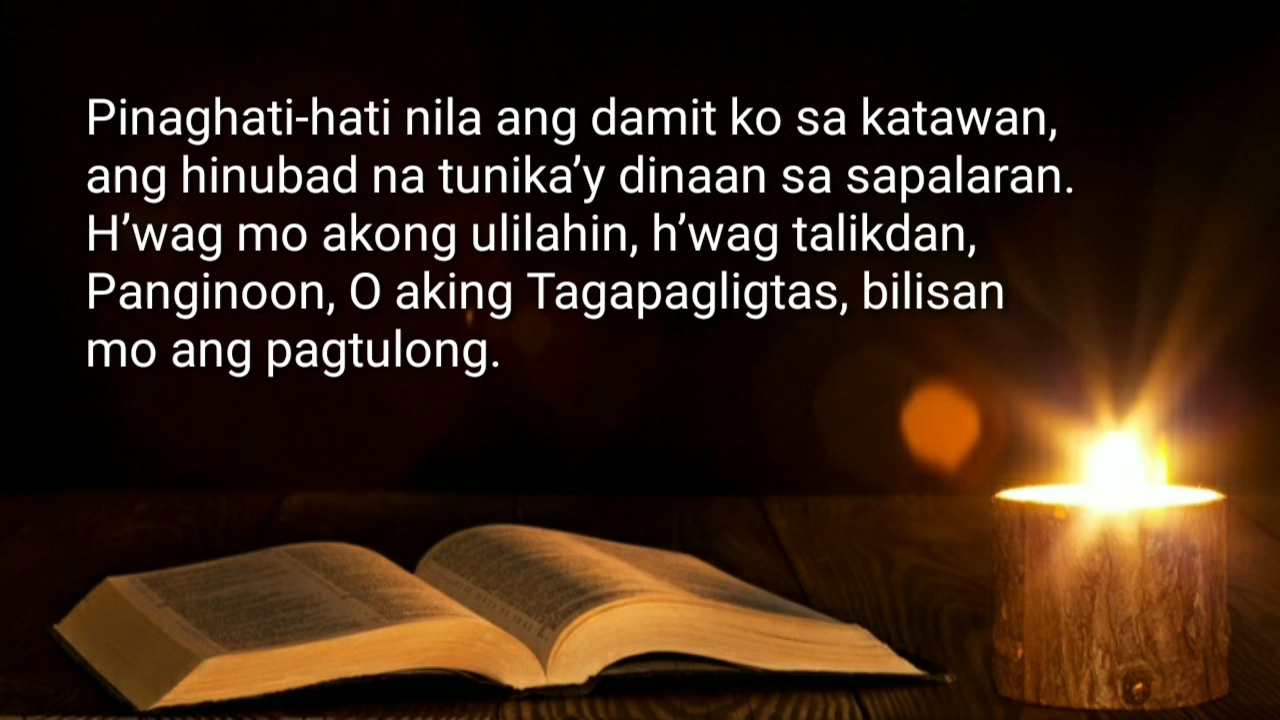 Pinaghati-hati nila ang damit ko sa katawan,
ang hinubad na tunika’y dinaan sa sapalaran.
H’wag mo akong ulilahin, h’wag talikdan,
Panginoon, O aking Tagapagligtas, bilisan
mo ang pagtulong.